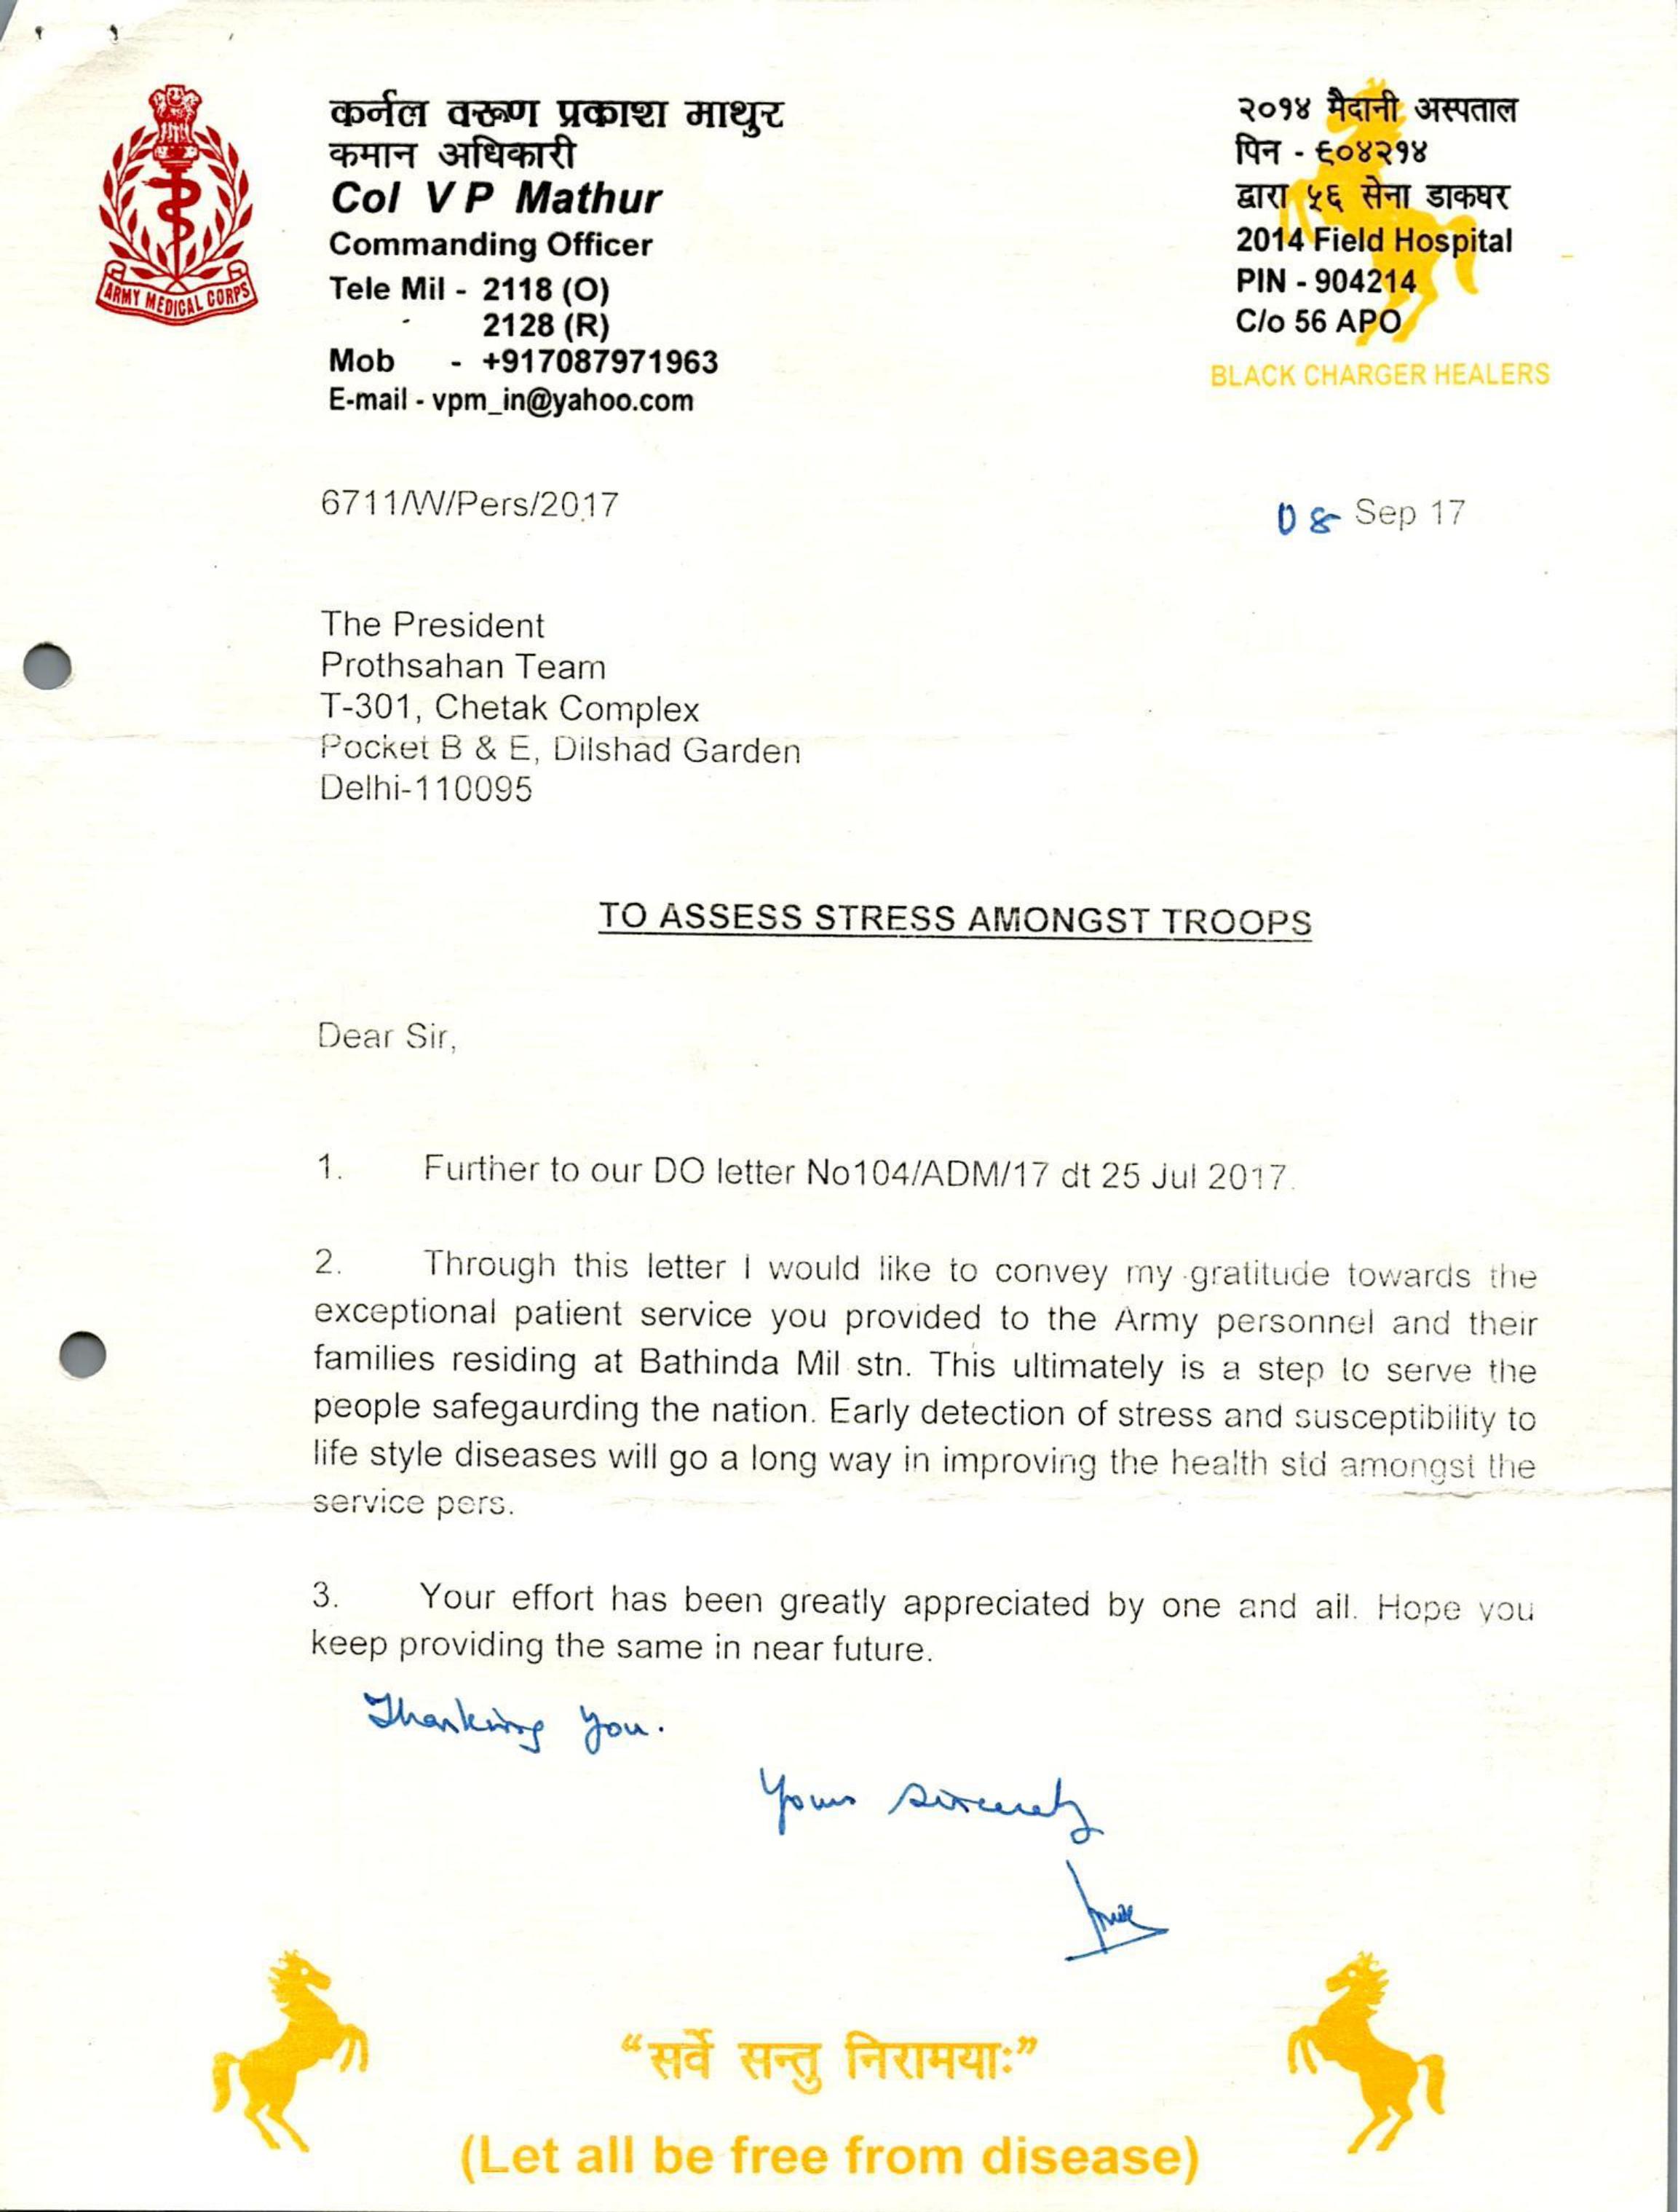 ARMY MEDICAL CORPS
कर्नल वरूण प्रकाश माथुर
कमान अधिकारी
Col V P Mathur
Commanding Officer
Tele Mil - 2118 (O)
- 2128 (R)
Mob - +917087971963
E-mail - vpm_in@yahoo.com
२०१४ मैदानी अस्पताल
पिन - ६०४२१४
द्वारा ५६ सेना डाकघर
2014 Field Hospital
PIN - 904214
C/o 56 APO
BLACK CHARGER HEALERS
6711/W/Pers/2017
08 Sep 17
The President
Prothsahan Team
T-301, Chetak Complex
Pocket B & E, Dilshad Garden
Delhi-110095
TO ASSESS STRESS AMONGST TROOPS
Dear Sir,
1. Further to our DO letter No104/ADM/17 dt 25 Jul 2017.
2. Through this letter I would like to convey my gratitude towards the
exceptional patient service you provided to the Army personnel and their
families residing at Bathinda Mil stn. This ultimately is a step to serve the
people safegaurding the nation. Early detection of stress and susceptibility to
life style diseases will go a long way in improving the health std amongst the
service pers.
3. Your effort has been greatly appreciated by one and all. Hope you
keep providing the same in near future.
Thanking you.
Yours sincerely
“सर्वे सन्तु निरामयाः”
(Let all be free from disease)